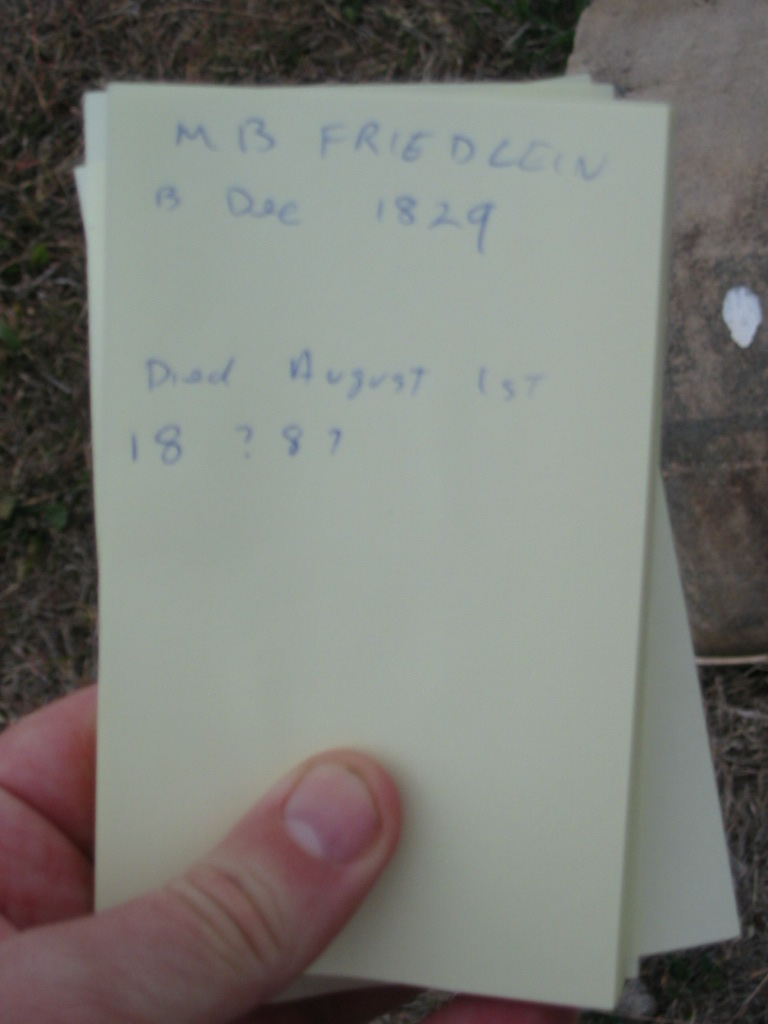 M B FRIEDLEIN
B Dec 1829
Died August 1st
18 ? 8 ?